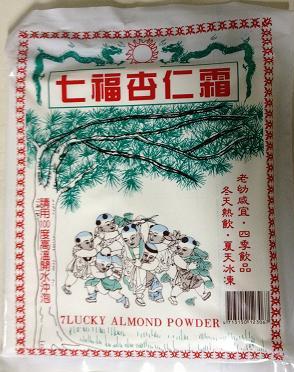 七福杏仁霜
老幼咸宜·四季飲品
冬天熱飲·夏天冰凍
請用100度高溫開水沖泡
7LUCKY ALMOND POWDER